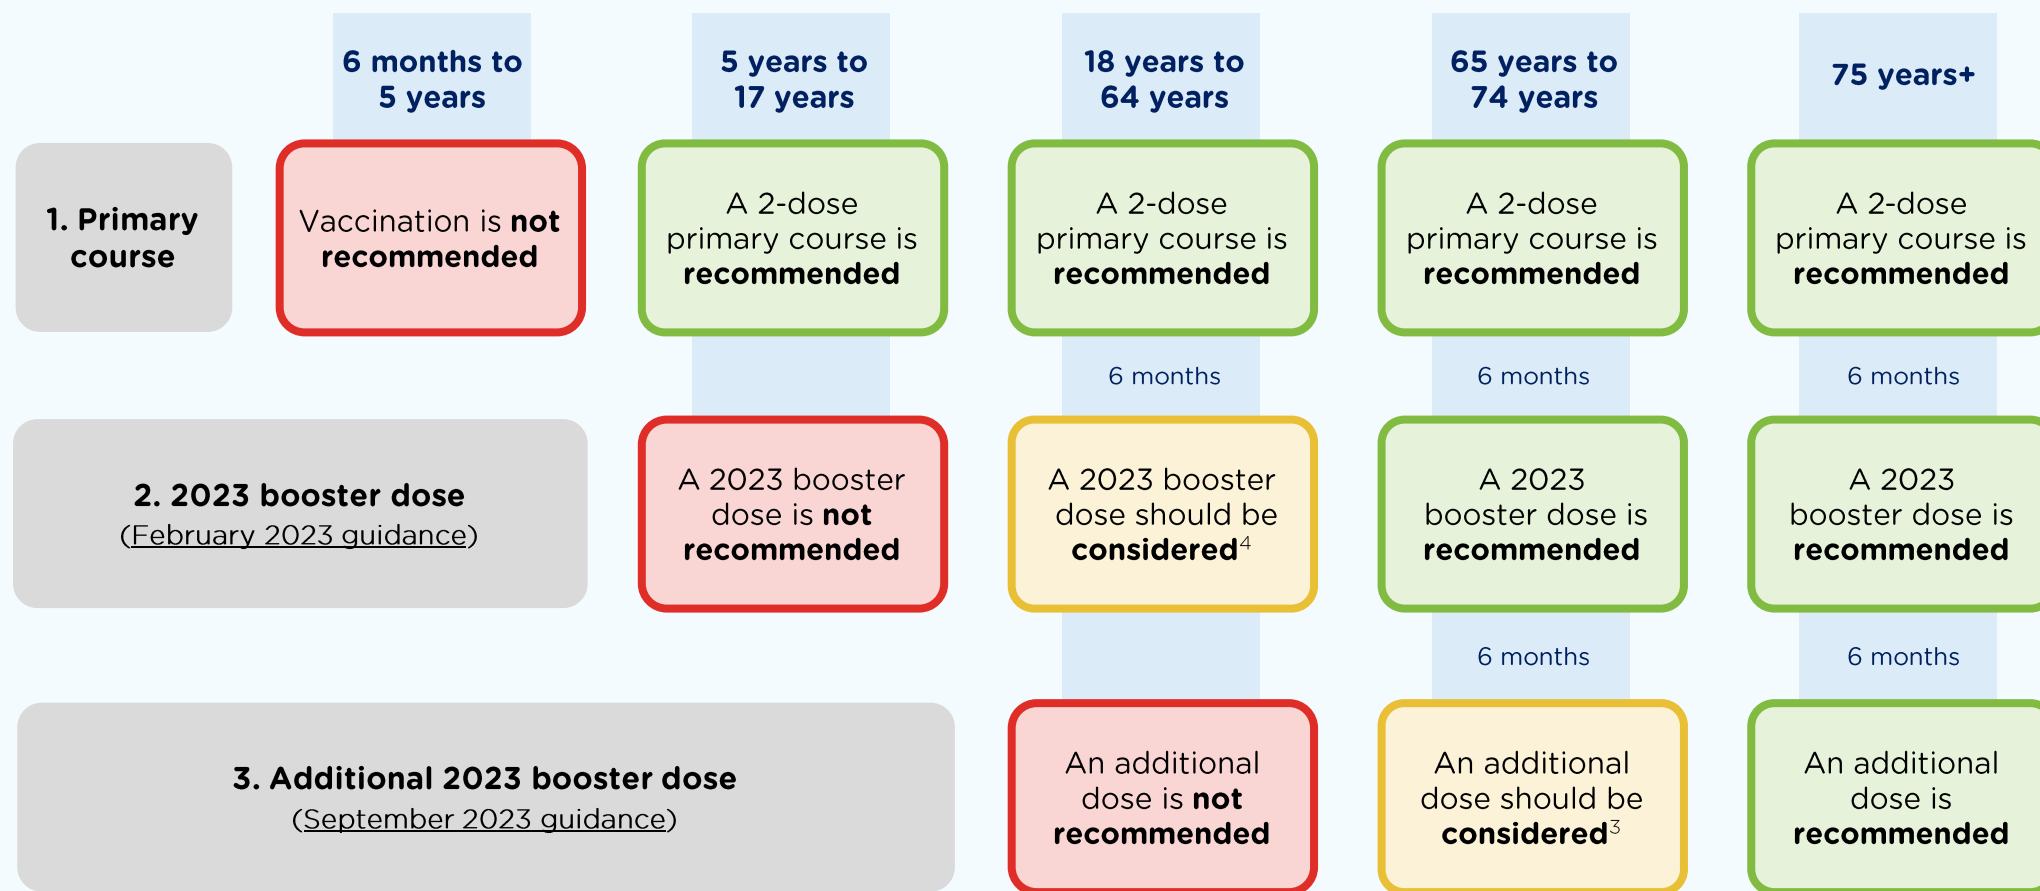 6 months to
5 years
5 years to
17 years
18 years to
64 years
65 years to
74 years
75 years+
1. Primary
course
Vaccination is not
recommended
A 2-dose
primary course is
recommended
A 2-dose
primary course is
recommended
A 2-dose
primary course is
recommended
A 2-dose
primary course is
recommended
6 months
6 months
6 months
2. 2023 booster dose
(February 2023 guidance)
A 2023 booster
dose is not
recommended
A 2023 booster
dose should be
considered⁴
A 2023
booster dose is
recommended
A 2023
booster dose is
recommended
6 months
6 months
3. Additional 2023 booster dose
(September 2023 guidance)
An additional
dose is not
recommended
An additional
dose should be
considered³
An additional
dose is
recommended